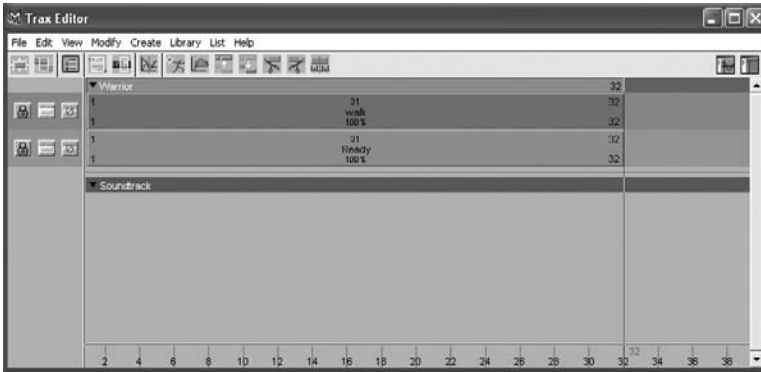 Trax Editor
File Edit View Modify Create Library List Help
Warrior 32
1 31 32
walk
1 100% 32
1 31 32
Ready
1 100% 32
Soundtrack
32
2 4 6 8 10 12 14 16 18 20 22 24 26 28 30 32 34 36 38